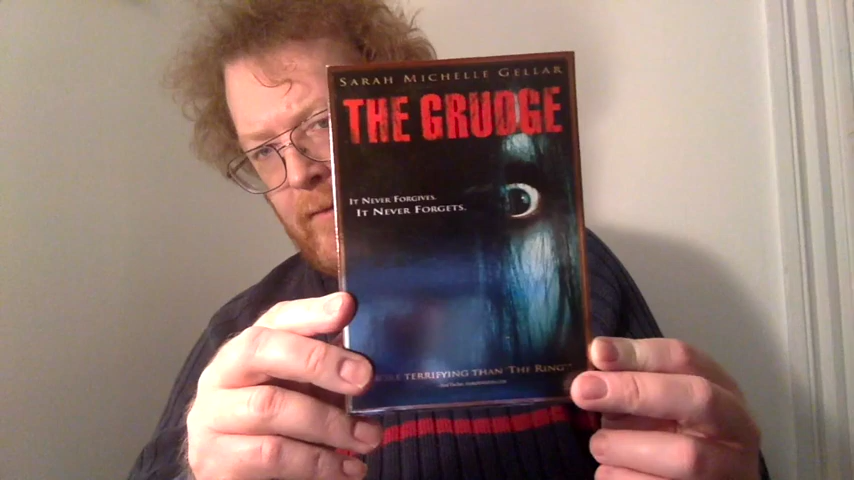 SARAH MICHELLE GELLAR
THE GRUDGE
IT NEVER FORGIVES.
IT NEVER FORGETS.
TERRIFYING THAN 'THE RING'